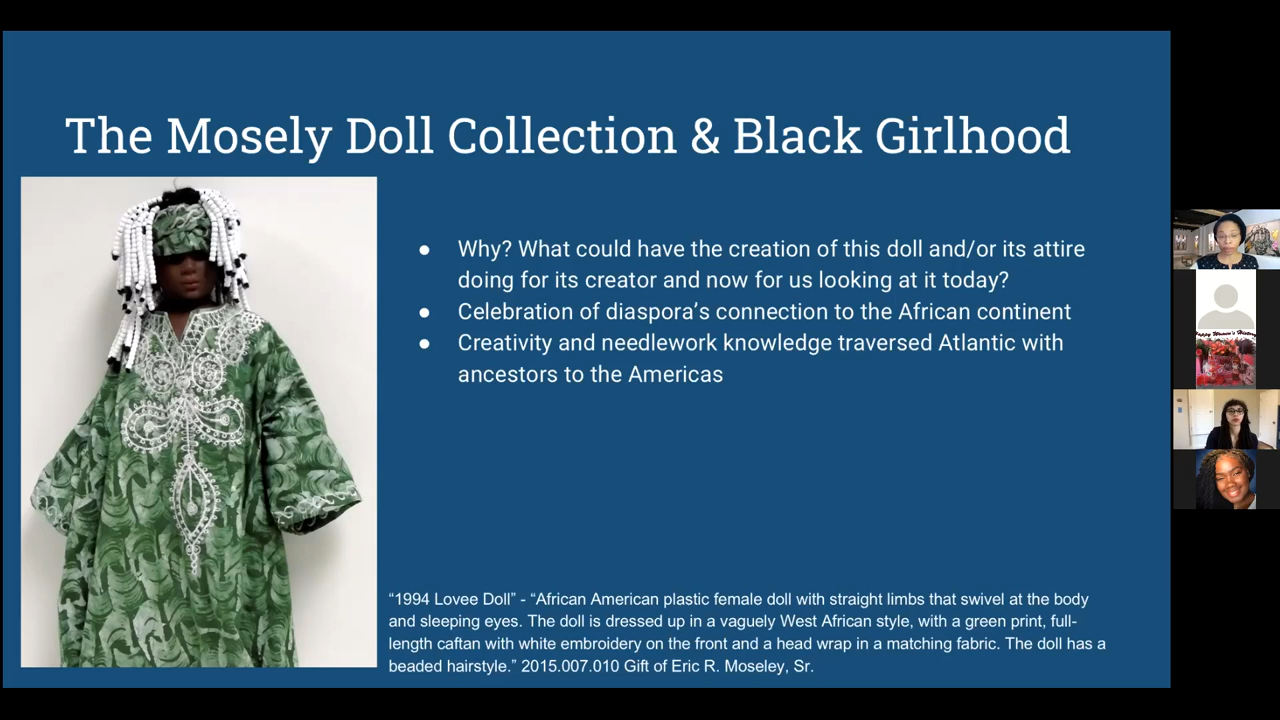 The Mosely Doll Collection & Black Girlhood
● Why? What could have the creation of this doll and/or its attire
doing for its creator and now for us looking at it today?
● Celebration of diaspora’s connection to the African continent
● Creativity and needlework knowledge traversed Atlantic with
ancestors to the Americas
“1994 Lovee Doll” - “African American plastic female doll with straight limbs that swivel at the body
and sleeping eyes. The doll is dressed up in a vaguely West African style, with a green print, full-
length caftan with white embroidery on the front and a head wrap in a matching fabric. The doll has a
beaded hairstyle.” 2015.007.010 Gift of Eric R. Moseley, Sr.
Happy Women's History